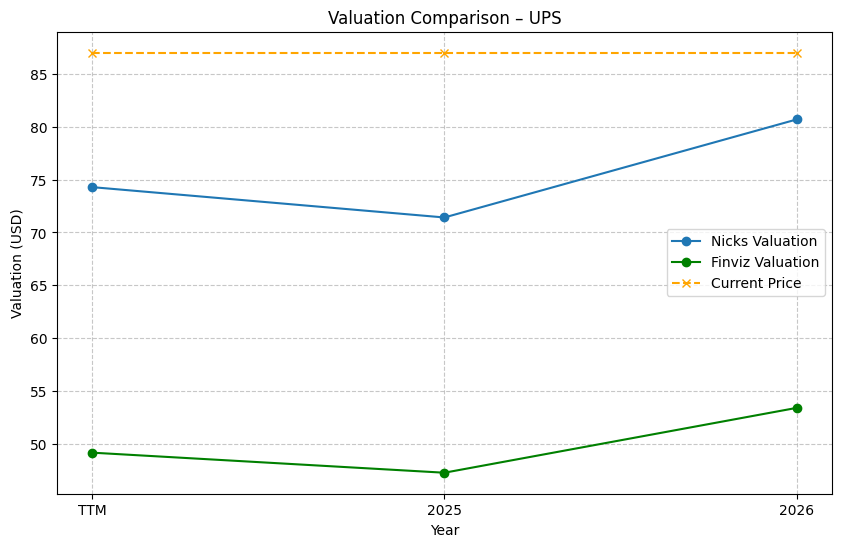 Valuation Comparison – UPS
Valuation (USD)
85
80
75
70
65
60
55
50
Nicks Valuation
Finviz Valuation
Current Price
TTM
2025
2026
Year